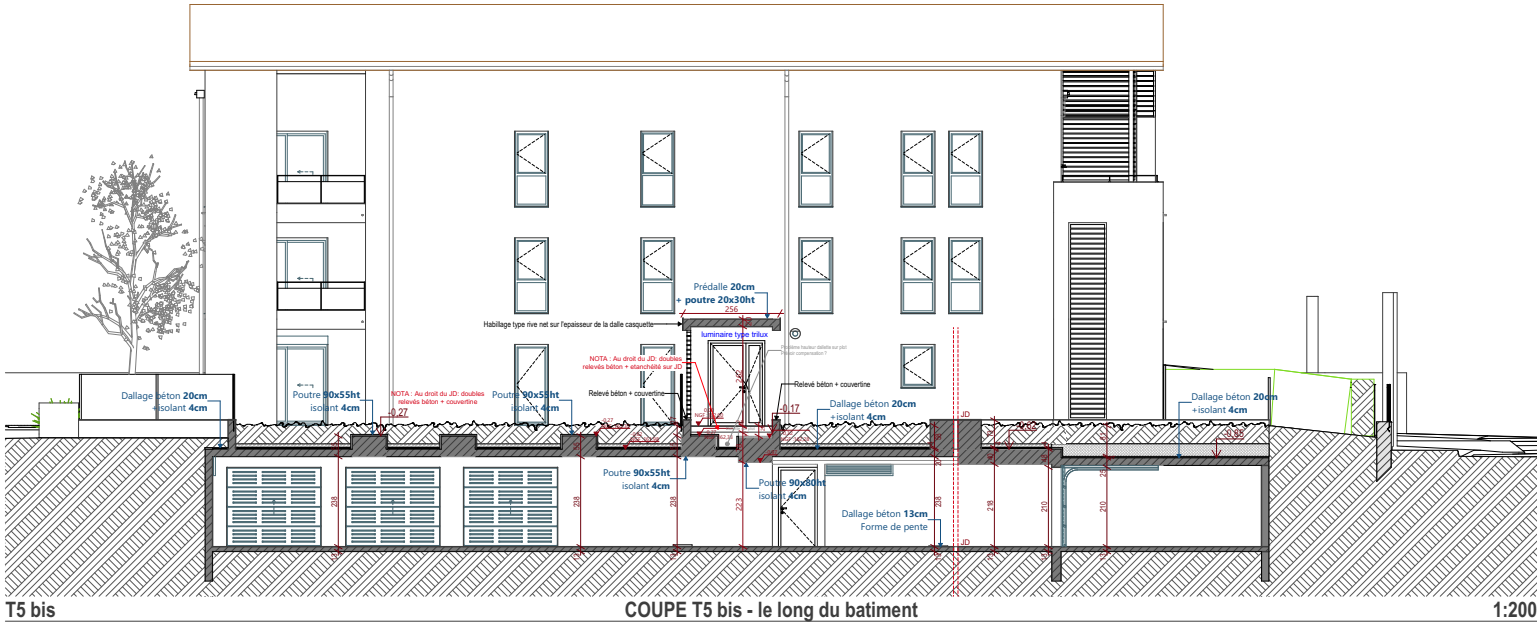 Prédalle 20cm
+ poutre 20x30ht
256
Habillage type rive net sur l'epaisseur de la dalle casquette
luminaire type trilux
NOTA : Au droit du JD: doubles
relevés béton + etanchéité sur JD
Relevé béton + couvertine
Relevé béton + couvertine
Dallage béton 20cm
+isolant 4cm
Poutre 90x55ht
isolant 4cm
NOTA : Au droit du JD: doubles
relevés béton + couvertine
Poutre 90x55ht
isolant 4cm
-0,27
-0,17
Dallage béton 20cm
+isolant 4cm
Dallage béton 20cm
+isolant 4cm
JD
-0,85
Poutre 90x55ht
isolant 4cm
Poutre 90x80ht
isolant 4cm
Dallage béton 13cm
Forme de pente
238
238
238
223
238
218
210
210
JD
T5 bis
COUPE T5 bis - le long du batiment
1:200